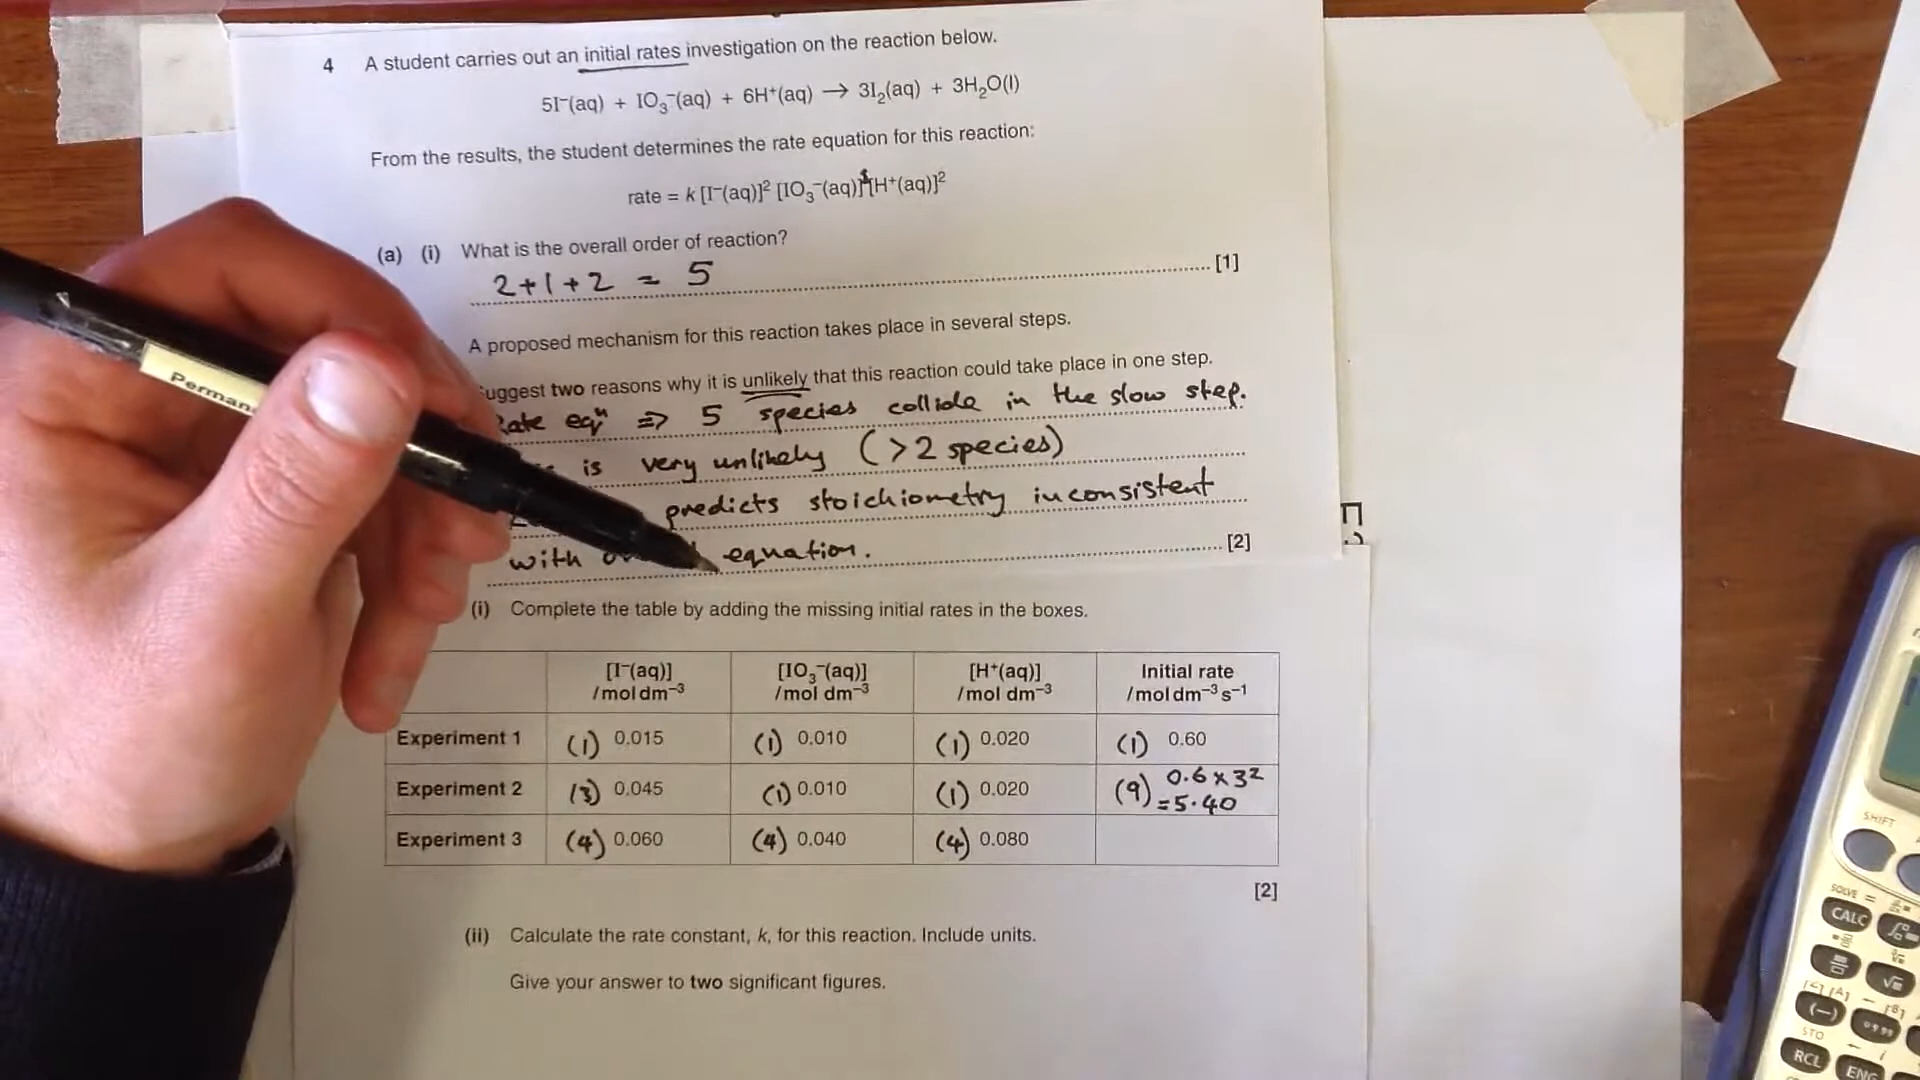 4 A student carries out an initial rates investigation on the reaction below.
5I⁻(aq) + IO₃⁻(aq) + 6H⁺(aq) → 3I₂(aq) + 3H₂O(l)
From the results, the student determines the rate equation for this reaction:
rate = k [I⁻(aq)]² [IO₃⁻(aq)]¹[H⁺(aq)]²
(a) (i) What is the overall order of reaction?
2+1+2 = 5 [1]
A proposed mechanism for this reaction takes place in several steps.
uggest two reasons why it is unlikely that this reaction could take place in one step.
Rate eqⁿ ⇒ 5 species collide in the slow step.
is very unlikely (>2 species)
predicts stoichiometry inconsistent
with equation. [2]
(i) Complete the table by adding the missing initial rates in the boxes.
[I⁻(aq)] /mol dm⁻³ [IO₃⁻(aq)] /mol dm⁻³ [H⁺(aq)] /mol dm⁻³ Initial rate /mol dm⁻³ s⁻¹
Experiment 1 (1) 0.015 (1) 0.010 (1) 0.020 (1) 0.60
Experiment 2 (3) 0.045 (1) 0.010 (1) 0.020 (9) 0.6 × 3² = 5.40
Experiment 3 (4) 0.060 (4) 0.040 (4) 0.080
[2]
(ii) Calculate the rate constant, k, for this reaction. Include units.
Give your answer to two significant figures.
Perman
SHIFT
SOLVE =
CALC
(−)
STO
RCL
ENG